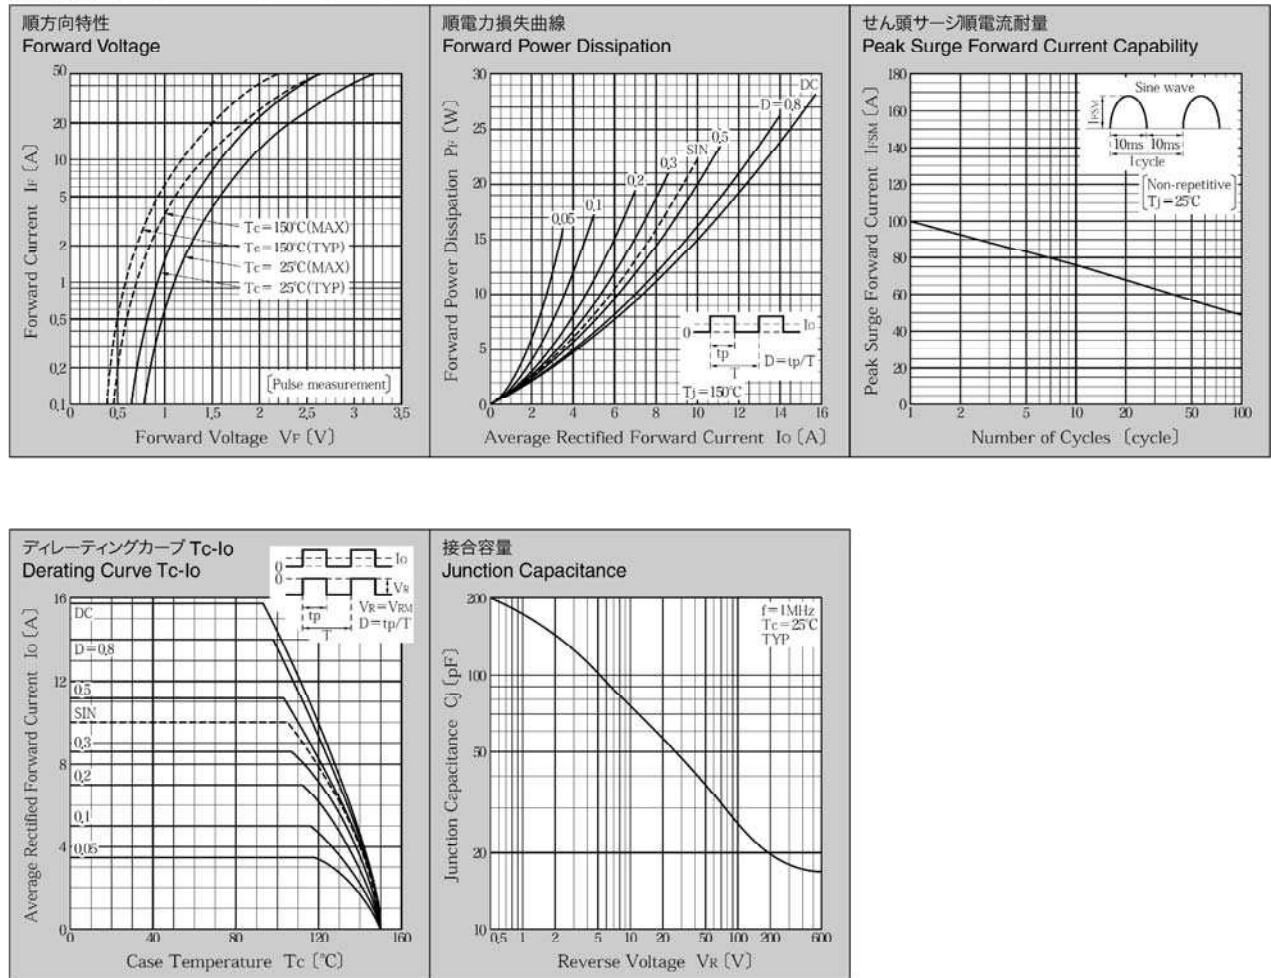 順方向特性
Forward Voltage
50
20
10
5
2
1
0.5
0.2
0.1
Forward Current IF [A]
Tc=150℃(MAX)
Tc=150℃(TYP)
Tc= 25℃(MAX)
Tc= 25℃(TYP)
[Pulse measurement]
0 0.5 1 1.5 2 2.5 3 3.5
Forward Voltage VF [V]
順電力損失曲線
Forward Power Dissipation
30
25
20
15
10
5
0
Forward Power Dissipation PF [W]
DC
D=0.8
0.5
SIN
0.3
0.2
0.1
0.05
0
Io
tp
T
D=tp/T
Tj=150℃
0 2 4 6 8 10 12 14 16
Average Rectified Forward Current Io [A]
せん頭サージ順電流耐量
Peak Surge Forward Current Capability
180
160
140
120
100
80
60
40
20
0
Peak Surge Forward Current IFSM [A]
Sine wave
IFSM
10ms 10ms
1cycle
[Non-repetitive
Tj=25℃]
1 2 5 10 20 50 100
Number of Cycles [cycle]
ディレーティングカーブ Tc-Io
Derating Curve Tc-Io
0
Io
0
VR
tp
T
VR=VRM
D=tp/T
16
12
8
4
0
Average Rectified Forward Current Io [A]
DC
D=0.8
0.5
SIN
0.3
0.2
0.1
0.05
0 40 80 120 160
Case Temperature Tc [℃]
接合容量
Junction Capacitance
200
100
50
20
10
Junction Capacitance Cj [pF]
f=1MHz
Tc=25℃
TYP
0.5 1 2 5 10 20 50 100 200 600
Reverse Voltage VR [V]